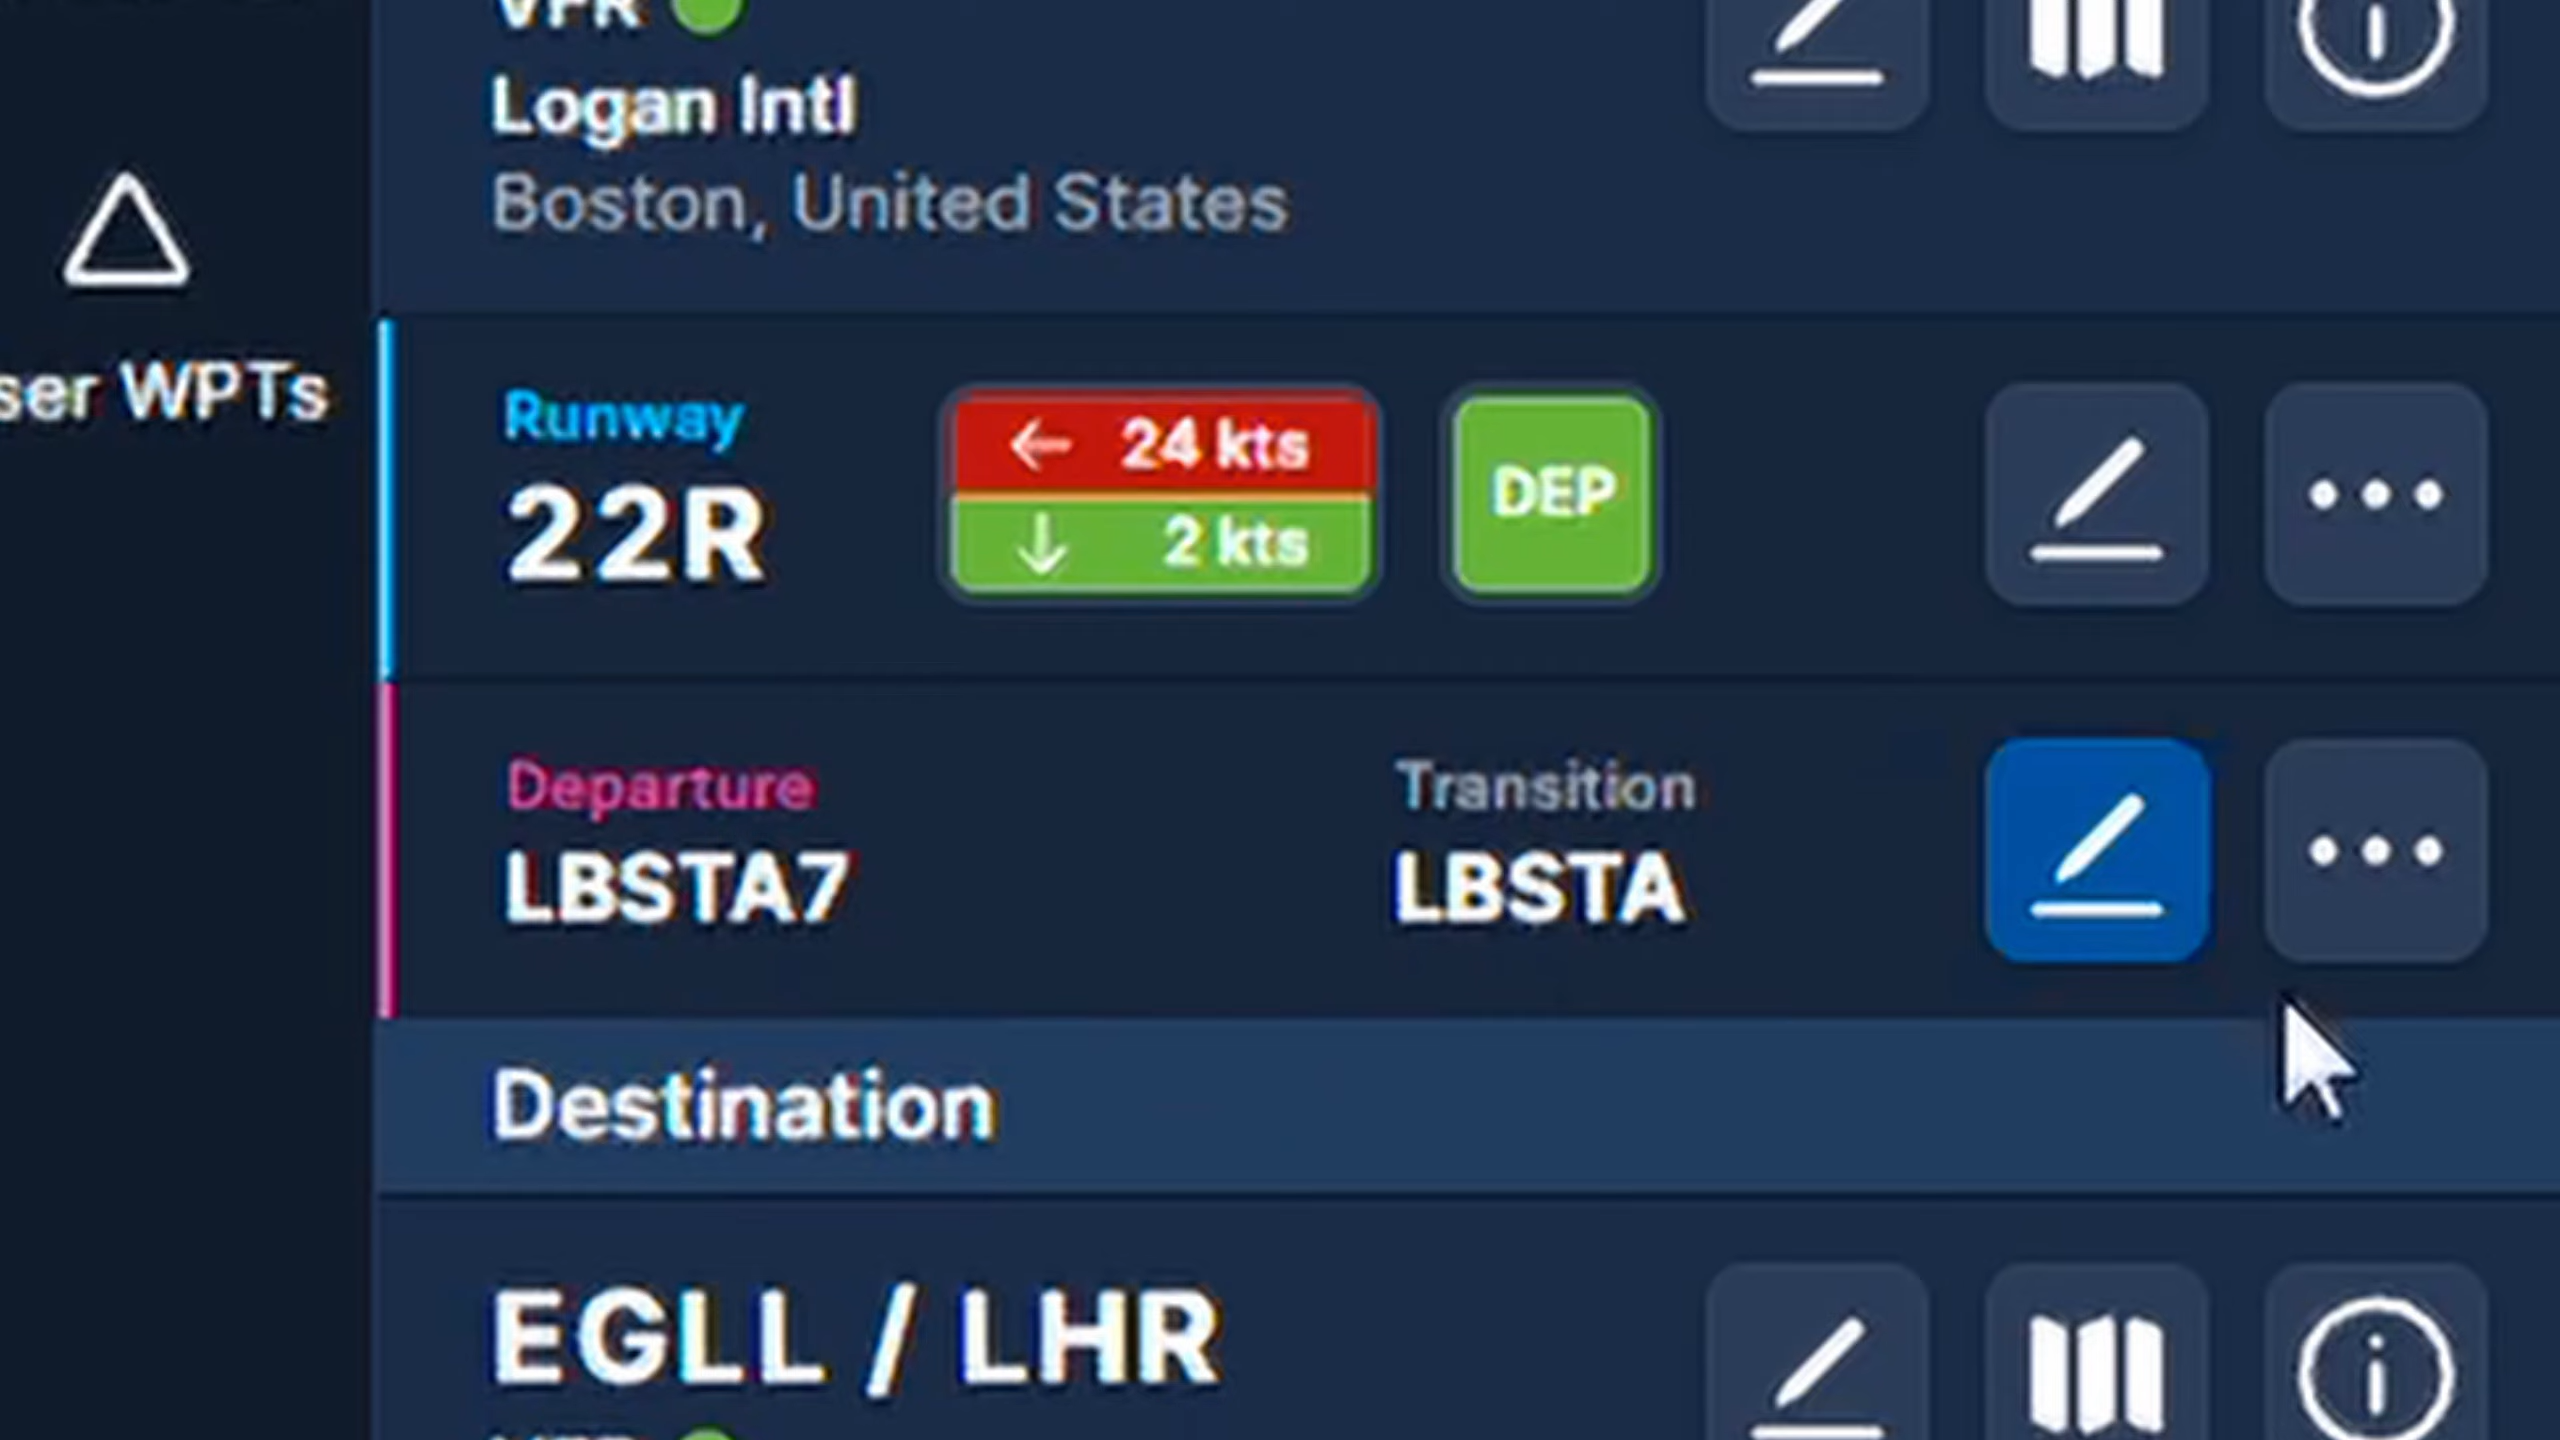 VFR
Logan Intl
Boston, United States
ser WPTs
Runway
22R
← 24 kts
↓ 2 kts
DEP
Departure
LBSTA7
Transition
LBSTA
Destination
EGLL / LHR